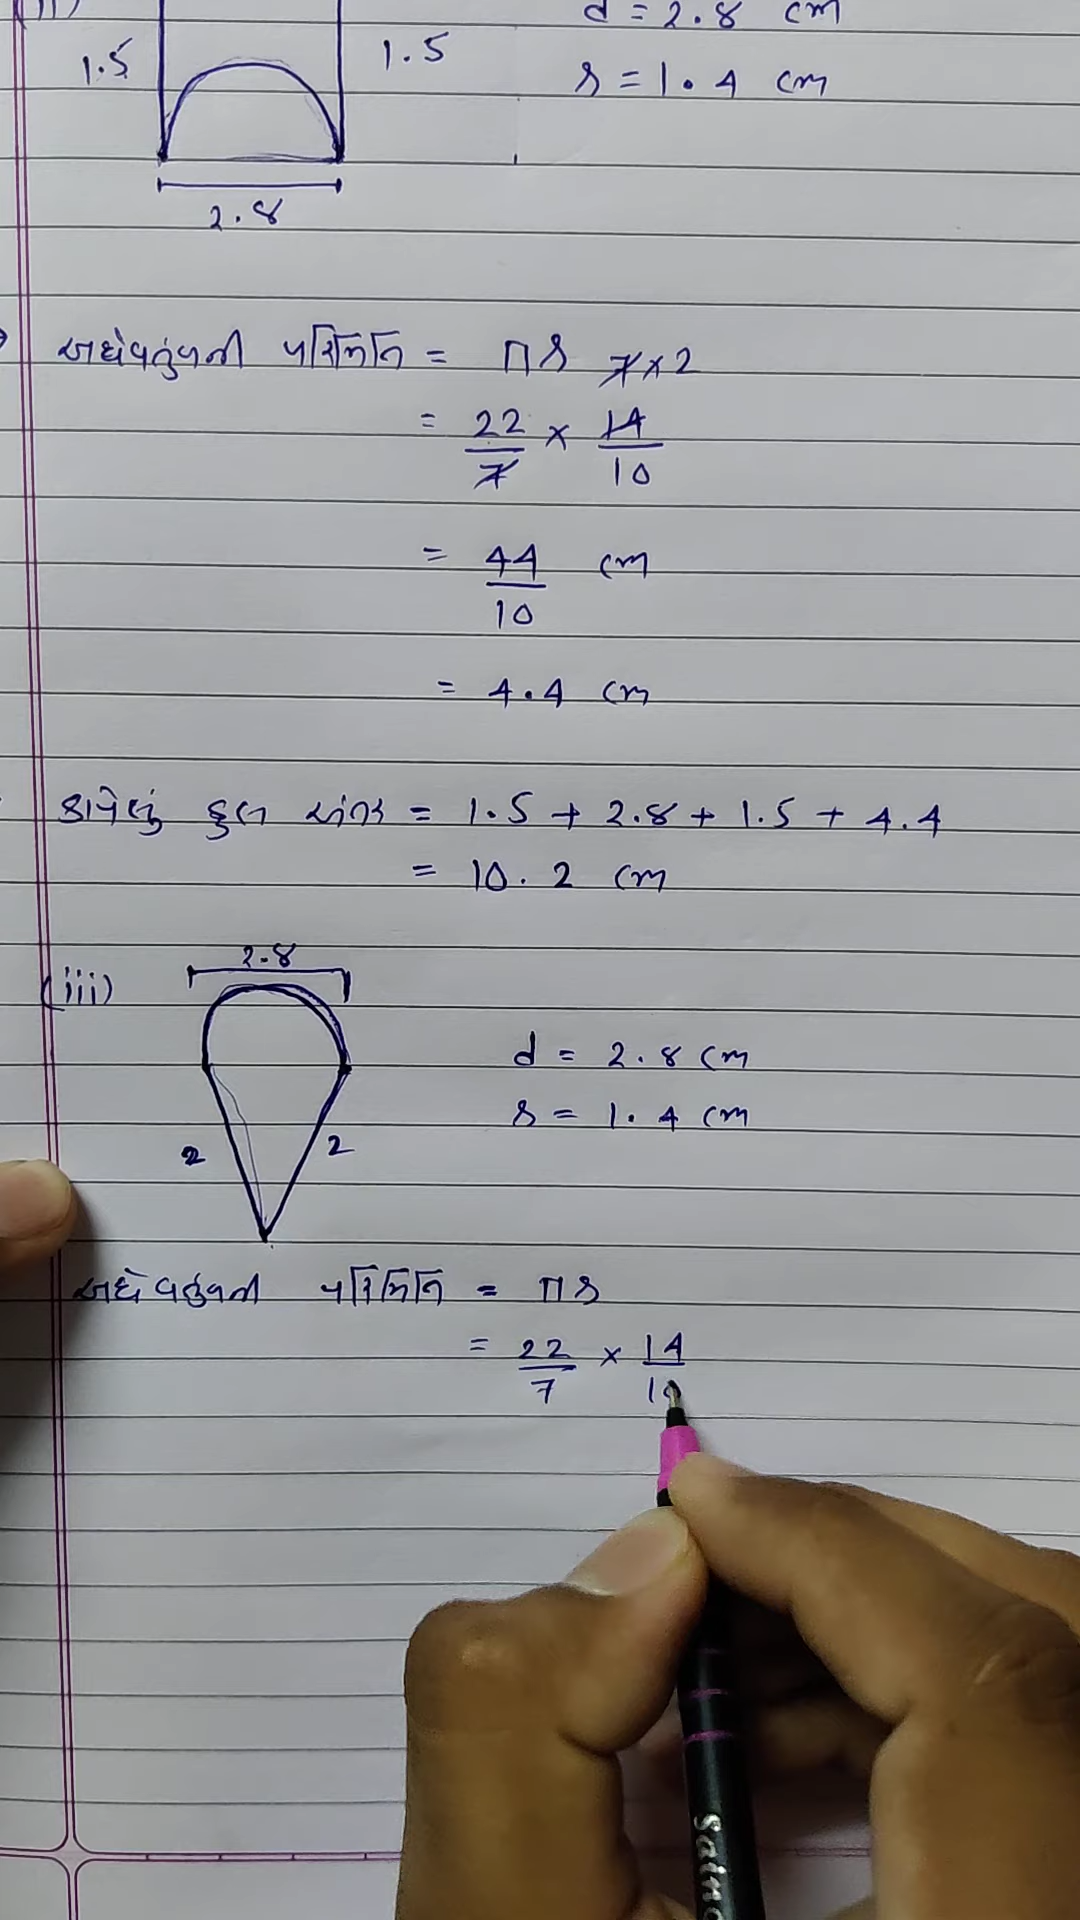 d = 2.8 cm
1.5 1.5 r = 1.4 cm
2.8
અર્ધવર્તુળની પરિમિતિ = πr 7×2
= 22/7 × 14/10
= 44/10 cm
= 4.4 cm
કાપેલું કુલ અંતર = 1.5 + 2.8 + 1.5 + 4.4
= 10.2 cm
2.8
(iii)
d = 2.8 cm
r = 1.4 cm
2 2
અર્ધવર્તુળની પરિમિતિ = πr
= 22/7 × 14/10